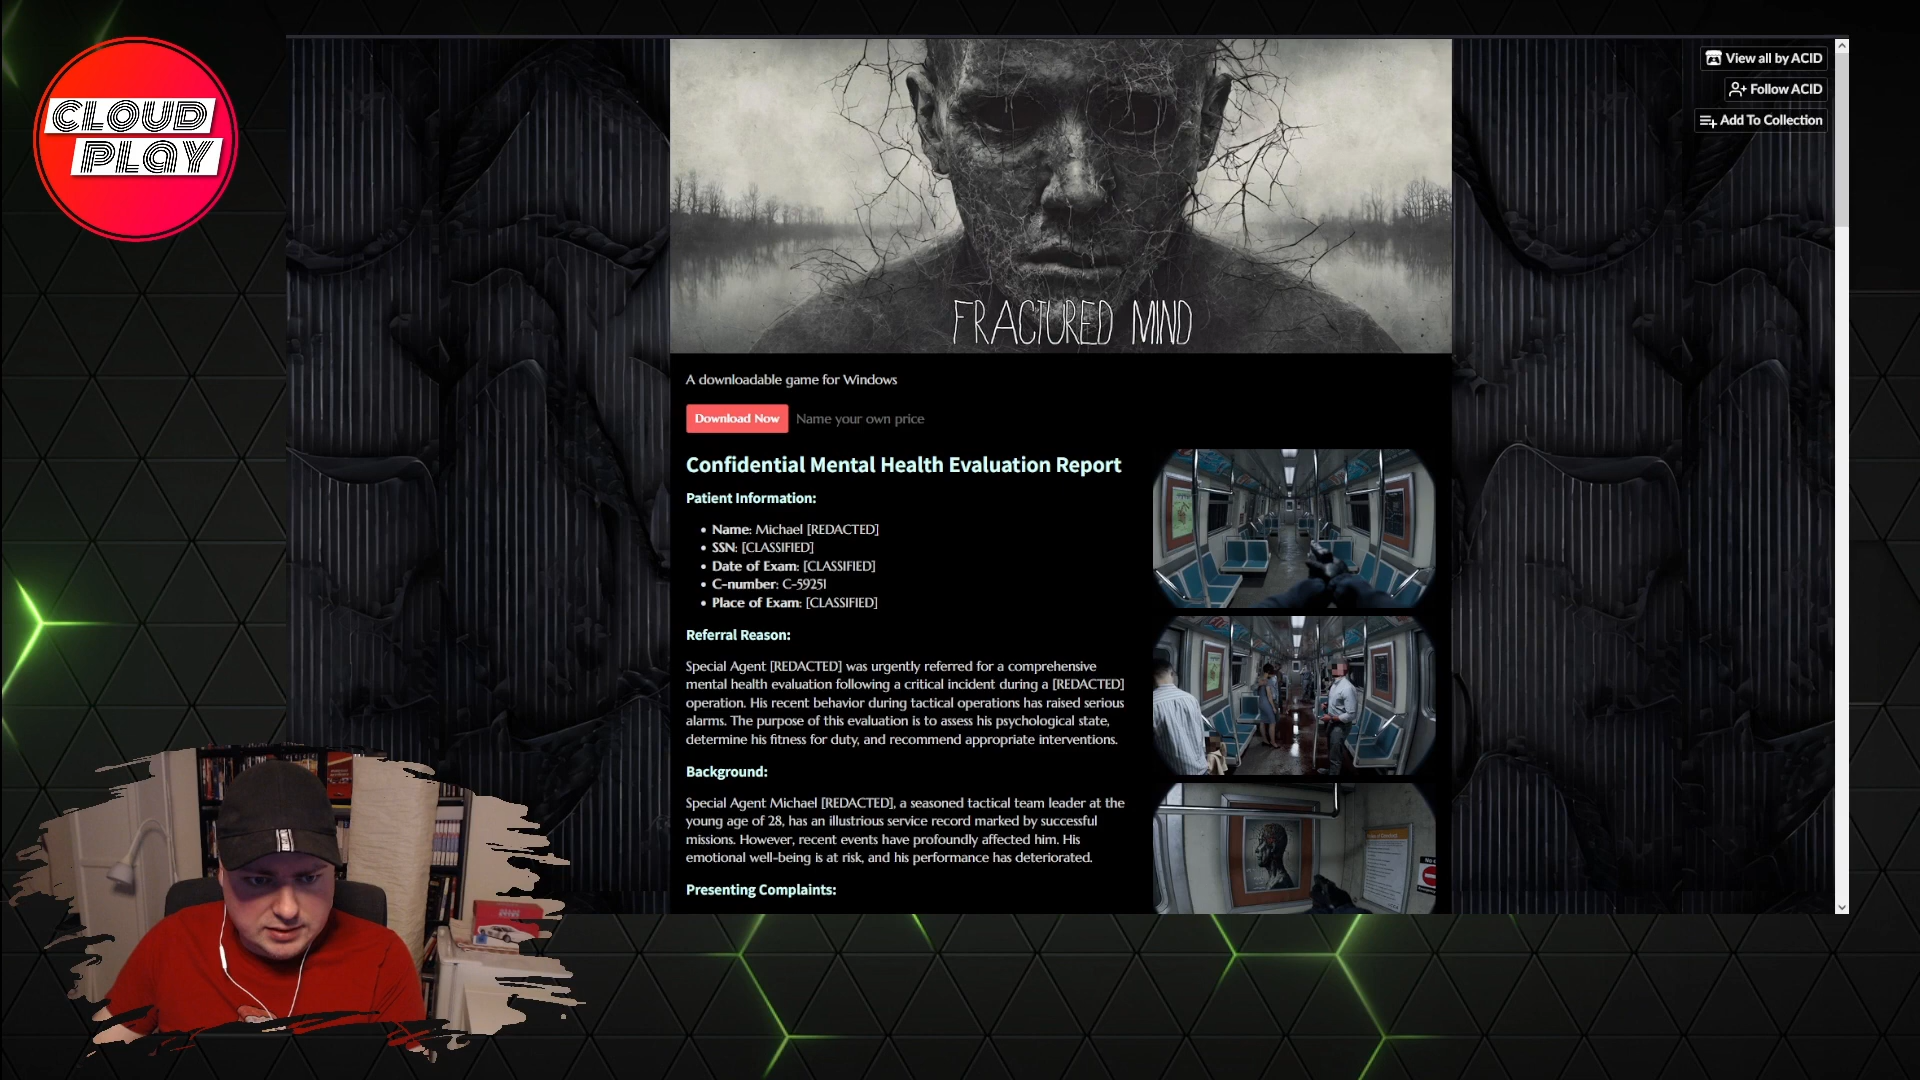 CLOUD
PLAY
View all by ACID
Follow ACID
Add To Collection
FRACTURED MIND
A downloadable game for Windows
Download Now Name your own price
Confidential Mental Health Evaluation Report
Patient Information:
• Name: Michael [REDACTED]
• SSN: [CLASSIFIED]
• Date of Exam: [CLASSIFIED]
• C-number: C-59251
• Place of Exam: [CLASSIFIED]
Referral Reason:
Special Agent [REDACTED] was urgently referred for a comprehensive
mental health evaluation following a critical incident during a [REDACTED]
operation. His recent behavior during tactical operations has raised serious
alarms. The purpose of this evaluation is to assess his psychological state,
determine his fitness for duty, and recommend appropriate interventions.
Background:
Special Agent Michael [REDACTED], a seasoned tactical team leader at the
young age of 28, has an illustrious service record marked by successful
missions. However, recent events have profoundly affected him. His
emotional well-being is at risk, and his performance has deteriorated.
Presenting Complaints: